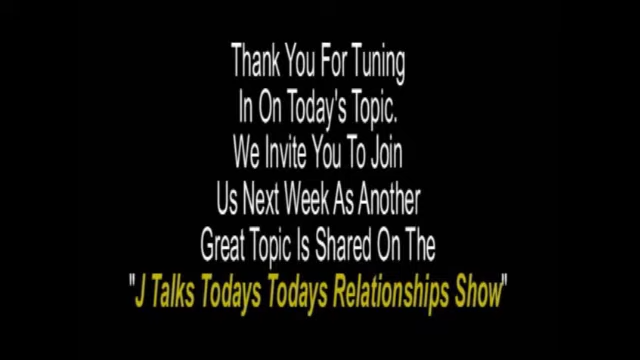 Thank You For Tuning
In On Today's Topic.
We Invite You To Join
Us Next Week As Another
Great Topic Is Shared On The
"J Talks Todays Todays Relationships Show"